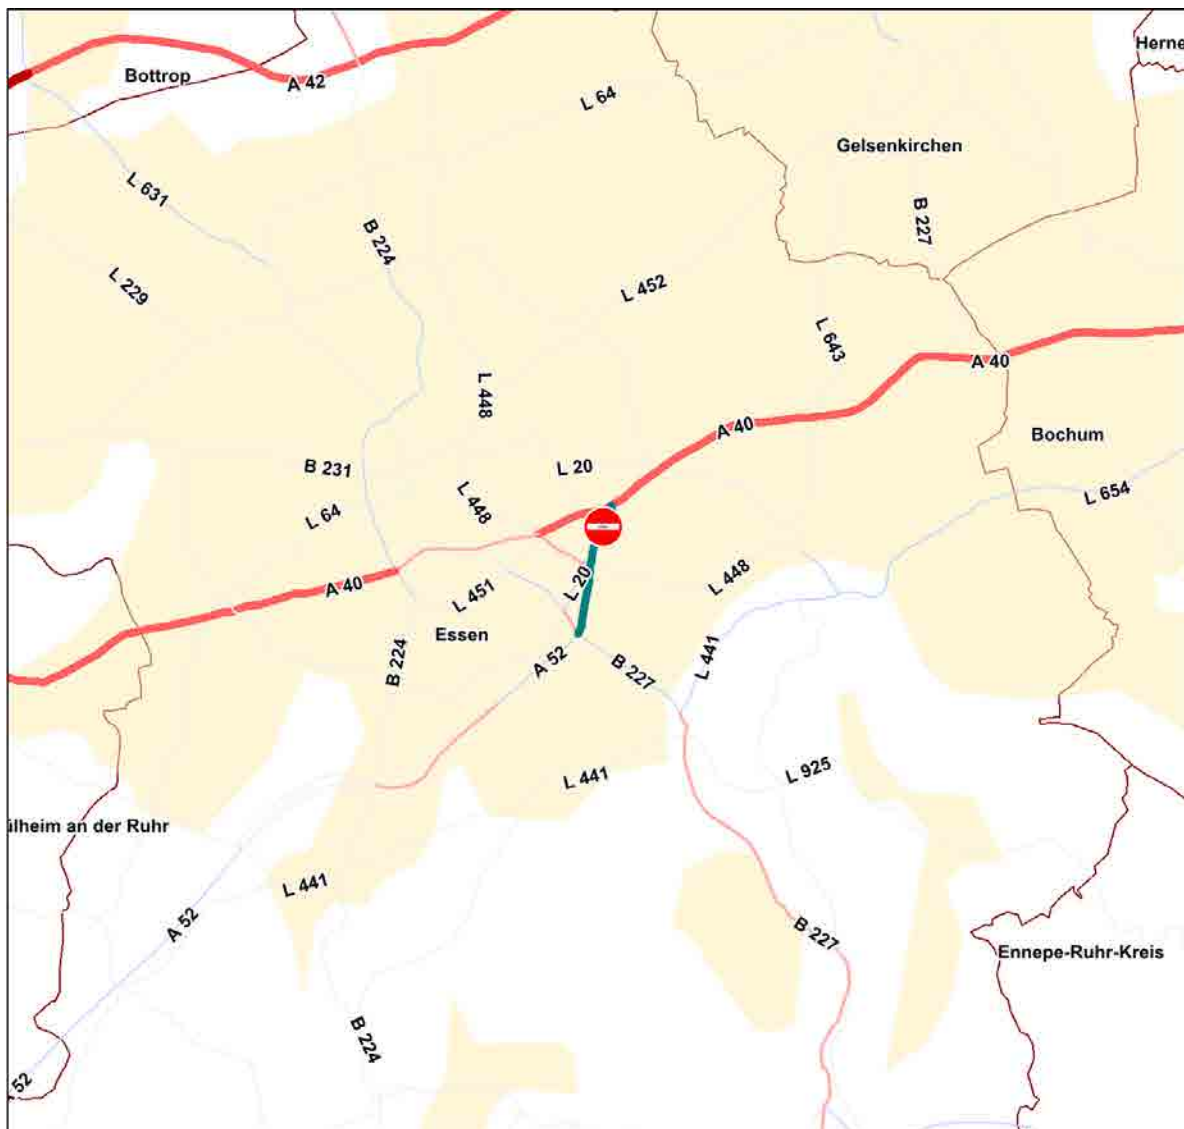 Herne
Bottrop
A 42
L 64
Gelsenkirchen
L 631
B 227
B 224
L 229
L 452
L 643
A 40
L 448
A 40
Bochum
B 231
L 20
L 654
L 448
L 64
A 40
L 20
L 448
L 451
Essen
B 224
A 52
B 227
L 441
L 441
L 925
ülheim an der Ruhr
L 441
A 52
B 227
Ennepe-Ruhr-Kreis
B 224
52